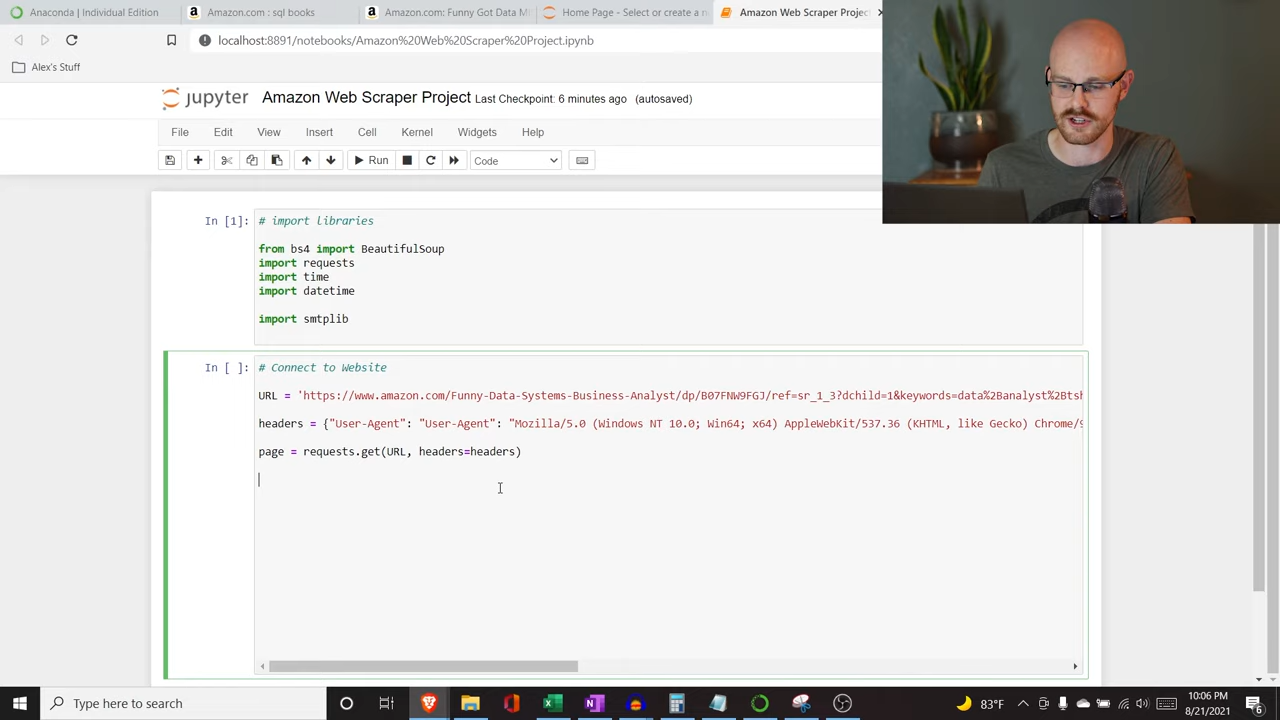 Anaconda | Individual Edition
Amazon.com : sql books
Amazon.com: Funny Got Data MI
Home Page - Select or create a n
Amazon Web Scraper Project
localhost:8891/notebooks/Amazon%20Web%20Scraper%20Project.ipynb
Alex's Stuff
jupyter Amazon Web Scraper Project Last Checkpoint: 6 minutes ago (autosaved)
File Edit View Insert Cell Kernel Widgets Help
Run Code
In [1]: # import libraries
from bs4 import BeautifulSoup
import requests
import time
import datetime
import smtplib
In [ ]: # Connect to Website
URL = 'https://www.amazon.com/Funny-Data-Systems-Business-Analyst/dp/B07FNW9FGJ/ref=sr_1_3?dchild=1&keywords=data%2Banalyst%2Btsh
headers = {"User-Agent": "User-Agent": "Mozilla/5.0 (Windows NT 10.0; Win64; x64) AppleWebKit/537.36 (KHTML, like Gecko) Chrome/9
page = requests.get(URL, headers=headers)
Type here to search
83°F
10:06 PM
8/21/2021
6